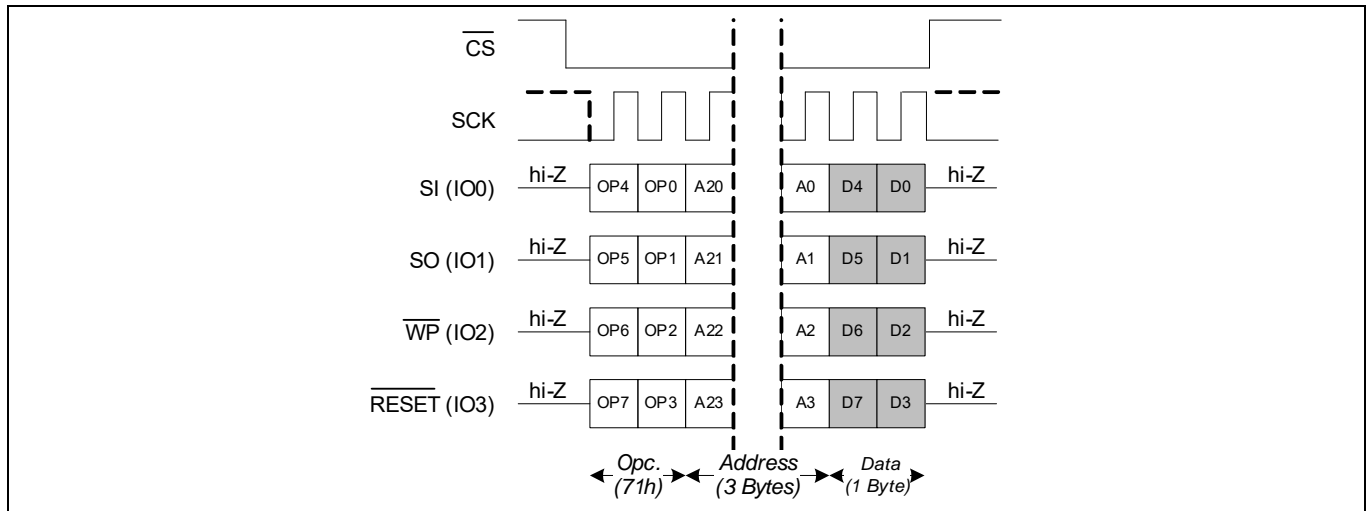 CS
SCK
SI (IO0) hi-Z OP4 OP0 A20 A0 D4 D0 hi-Z
SO (IO1) hi-Z OP5 OP1 A21 A1 D5 D1 hi-Z
WP (IO2) hi-Z OP6 OP2 A22 A2 D6 D2 hi-Z
RESET (IO3) hi-Z OP7 OP3 A23 A3 D7 D3 hi-Z
Opc. Address Data
(71h) (3 Bytes) (1 Byte)